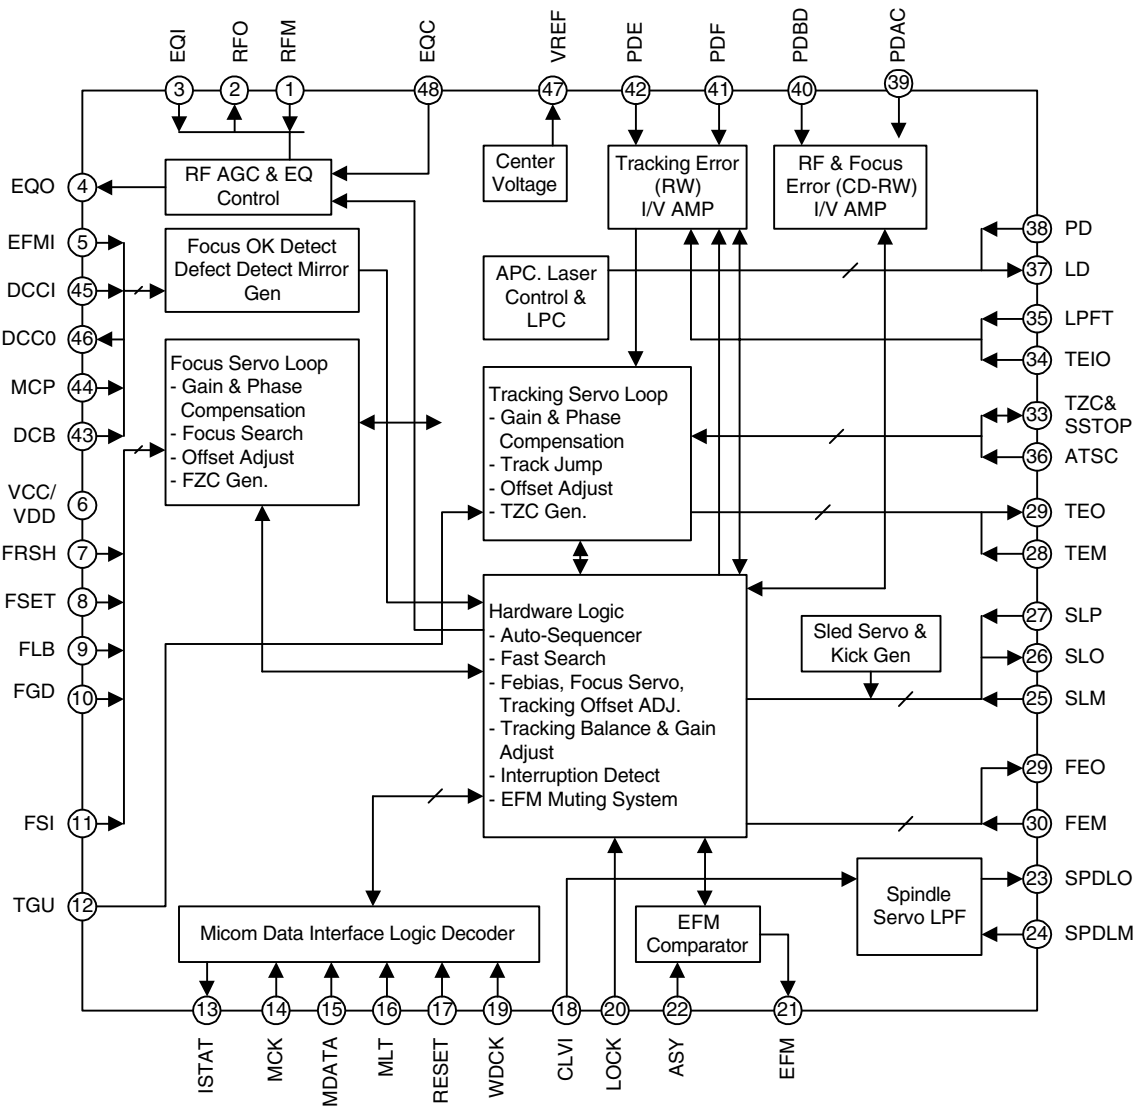 EQI
RFO
RFM
EQC
VREF
PDE
PDF
PDBD
PDAC
3
2
1
48
47
42
41
40
39
EQO
4
EFMI
5
DCCI
45
DCC0
46
MCP
44
DCB
43
VCC/
VDD
6
FRSH
7
FSET
8
FLB
9
FGD
10
FSI
11
TGU
12
RF AGC & EQ
Control
Focus OK Detect
Defect Detect Mirror
Gen
Focus Servo Loop
- Gain & Phase
Compensation
- Focus Search
- Offset Adjust
- FZC Gen.
Center
Voltage
Tracking Error
(RW)
I/V AMP
RF & Focus
Error (CD-RW)
I/V AMP
APC. Laser
Control &
LPC
Tracking Servo Loop
- Gain & Phase
Compensation
- Track Jump
- Offset Adjust
- TZC Gen.
Hardware Logic
- Auto-Sequencer
- Fast Search
- Febias, Focus Servo,
Tracking Offset ADJ.
- Tracking Balance & Gain
Adjust
- Interruption Detect
- EFM Muting System
Sled Servo &
Kick Gen
Spindle
Servo LPF
Micom Data Interface Logic Decoder
EFM
Comparator
38
PD
37
LD
35
LPFT
34
TEIO
33
TZC&
SSTOP
36
ATSC
29
TEO
28
TEM
27
SLP
26
SLO
25
SLM
29
FEO
30
FEM
23
SPDLO
24
SPDLM
13
14
15
16
17
19
18
20
22
21
ISTAT
MCK
MDATA
MLT
RESET
WDCK
CLVI
LOCK
ASY
EFM